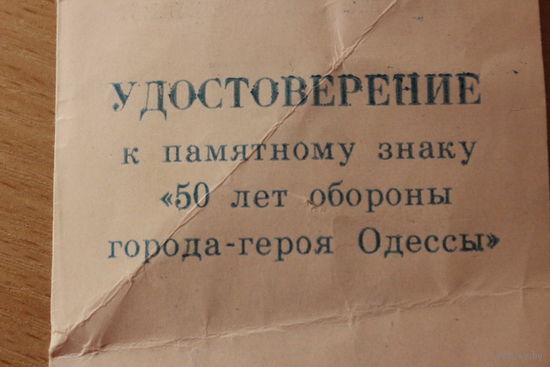 УДОСТОВЕРЕНИЕ
к памятному знаку
«50 лет обороны
города-героя Одессы»